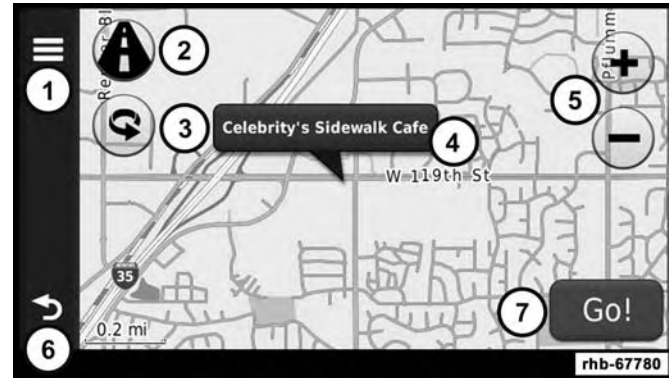 1
2
3
Celebrity's Sidewalk Cafe
4
5
Pflumm
W 119th St
35
0.2 mi
6
7
Go!
rhb-67780